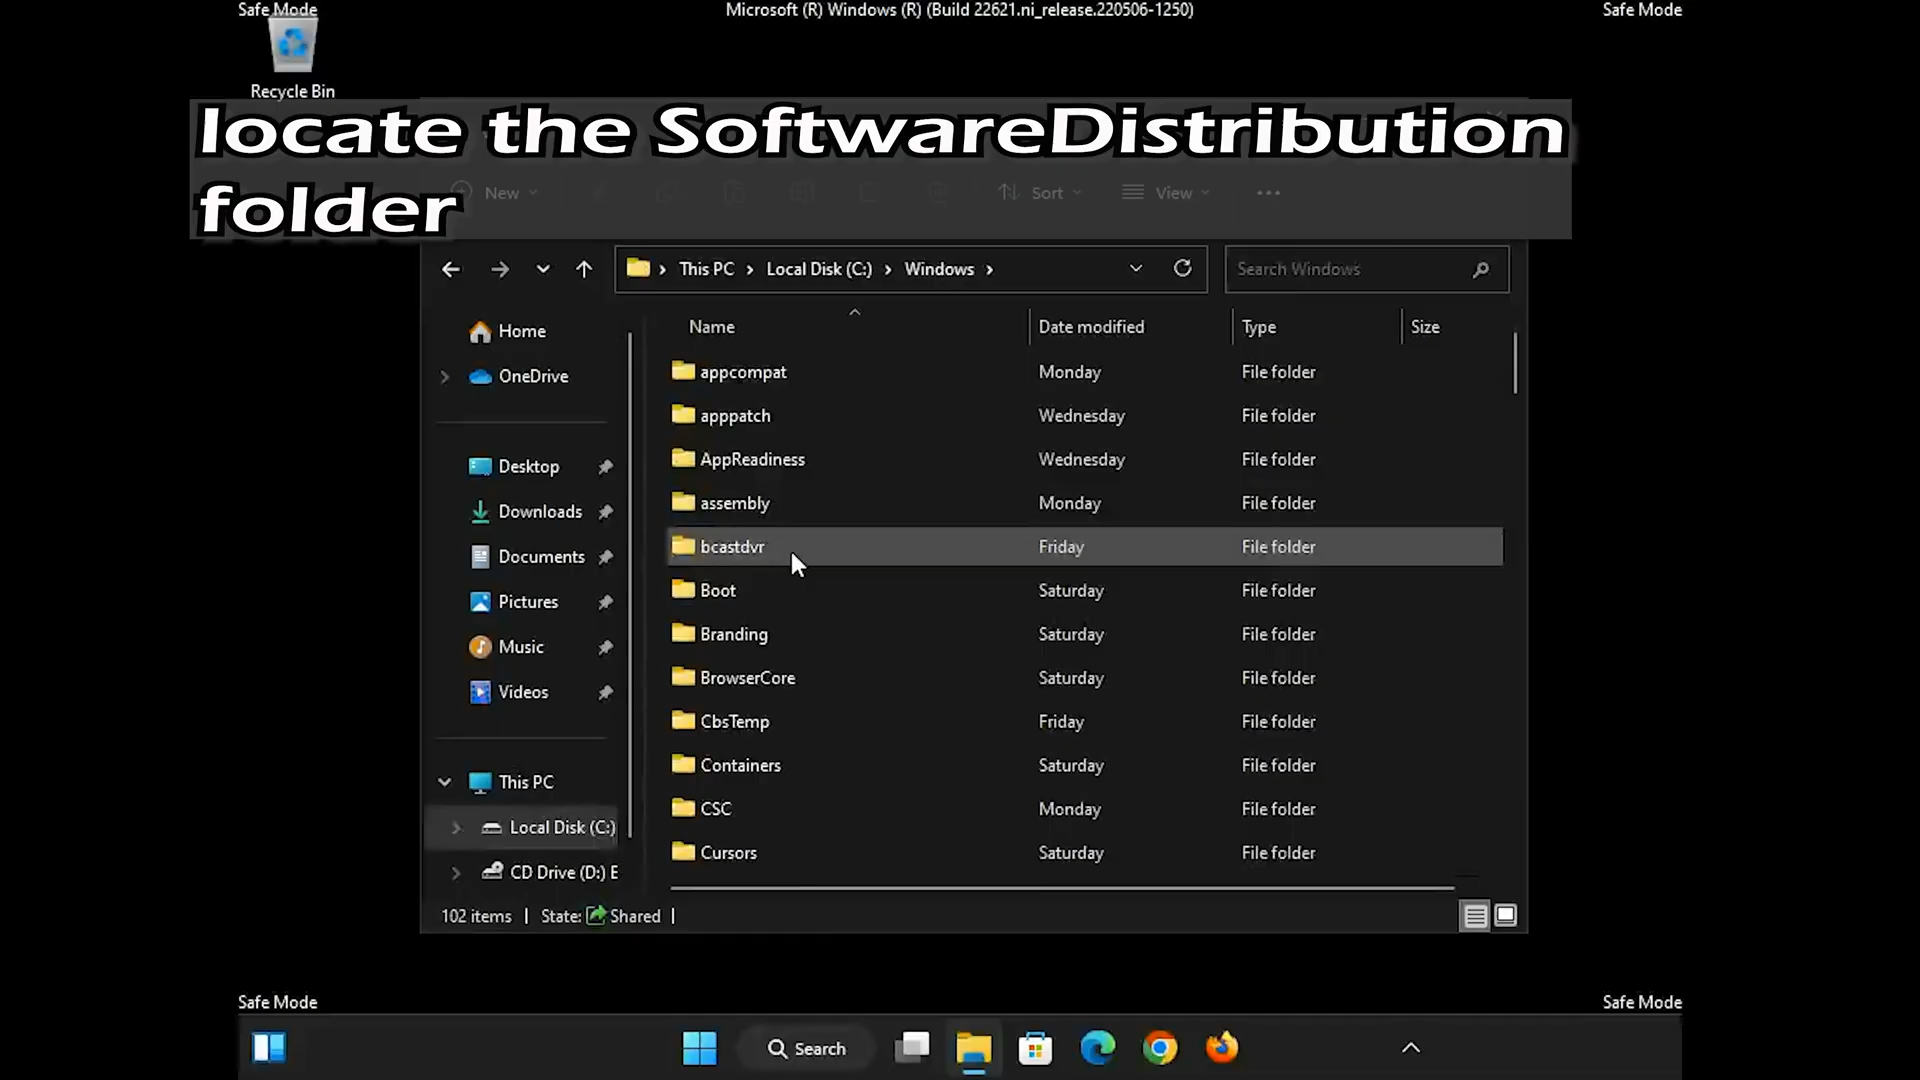 Safe Mode
Microsoft (R) Windows (R) (Build 22621.ni_release.220506-1250)
Safe Mode
Recycle Bin
locate the SoftwareDistribution
folder
New
Sort
View
This PC
Local Disk (C:)
Windows
Search Windows
Name
Date modified
Type
Size
Home
OneDrive
Desktop
Downloads
Documents
Pictures
Music
Videos
This PC
Local Disk (C:)
CD Drive (D:) E
appcompat Monday File folder
apppatch Wednesday File folder
AppReadiness Wednesday File folder
assembly Monday File folder
bcastdvr Friday File folder
Boot Saturday File folder
Branding Saturday File folder
BrowserCore Saturday File folder
CbsTemp Friday File folder
Containers Saturday File folder
CSC Monday File folder
Cursors Saturday File folder
102 items
State: Shared
Safe Mode
Safe Mode
Search